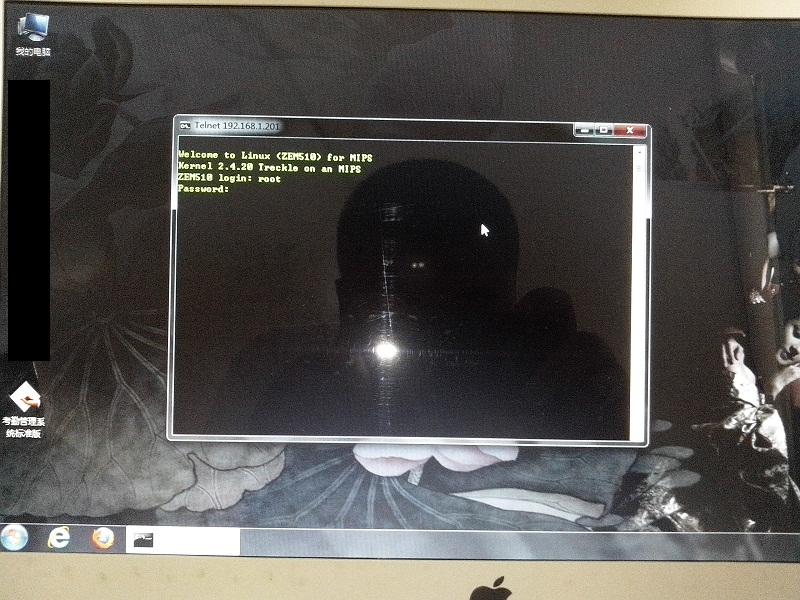 我的电脑
Telnet 192.168.1.201
Welcome to Linux (ZEM510) for MIPS
Kernel 2.4.20 Treckle on an MIPS
ZEM510 login: root
Password:
考勤管理系
统标准版